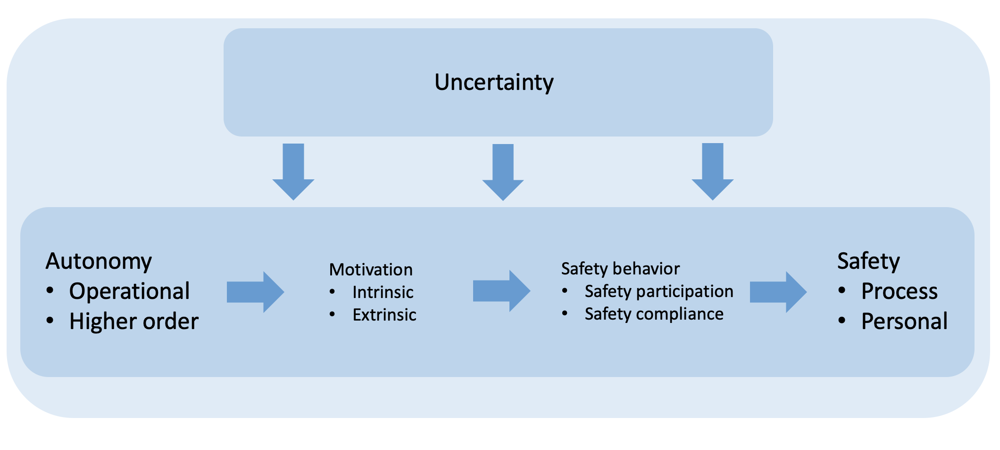 Uncertainty
Autonomy
• Operational
• Higher order
Motivation
• Intrinsic
• Extrinsic
Safety behavior
• Safety participation
• Safety compliance
Safety
• Process
• Personal